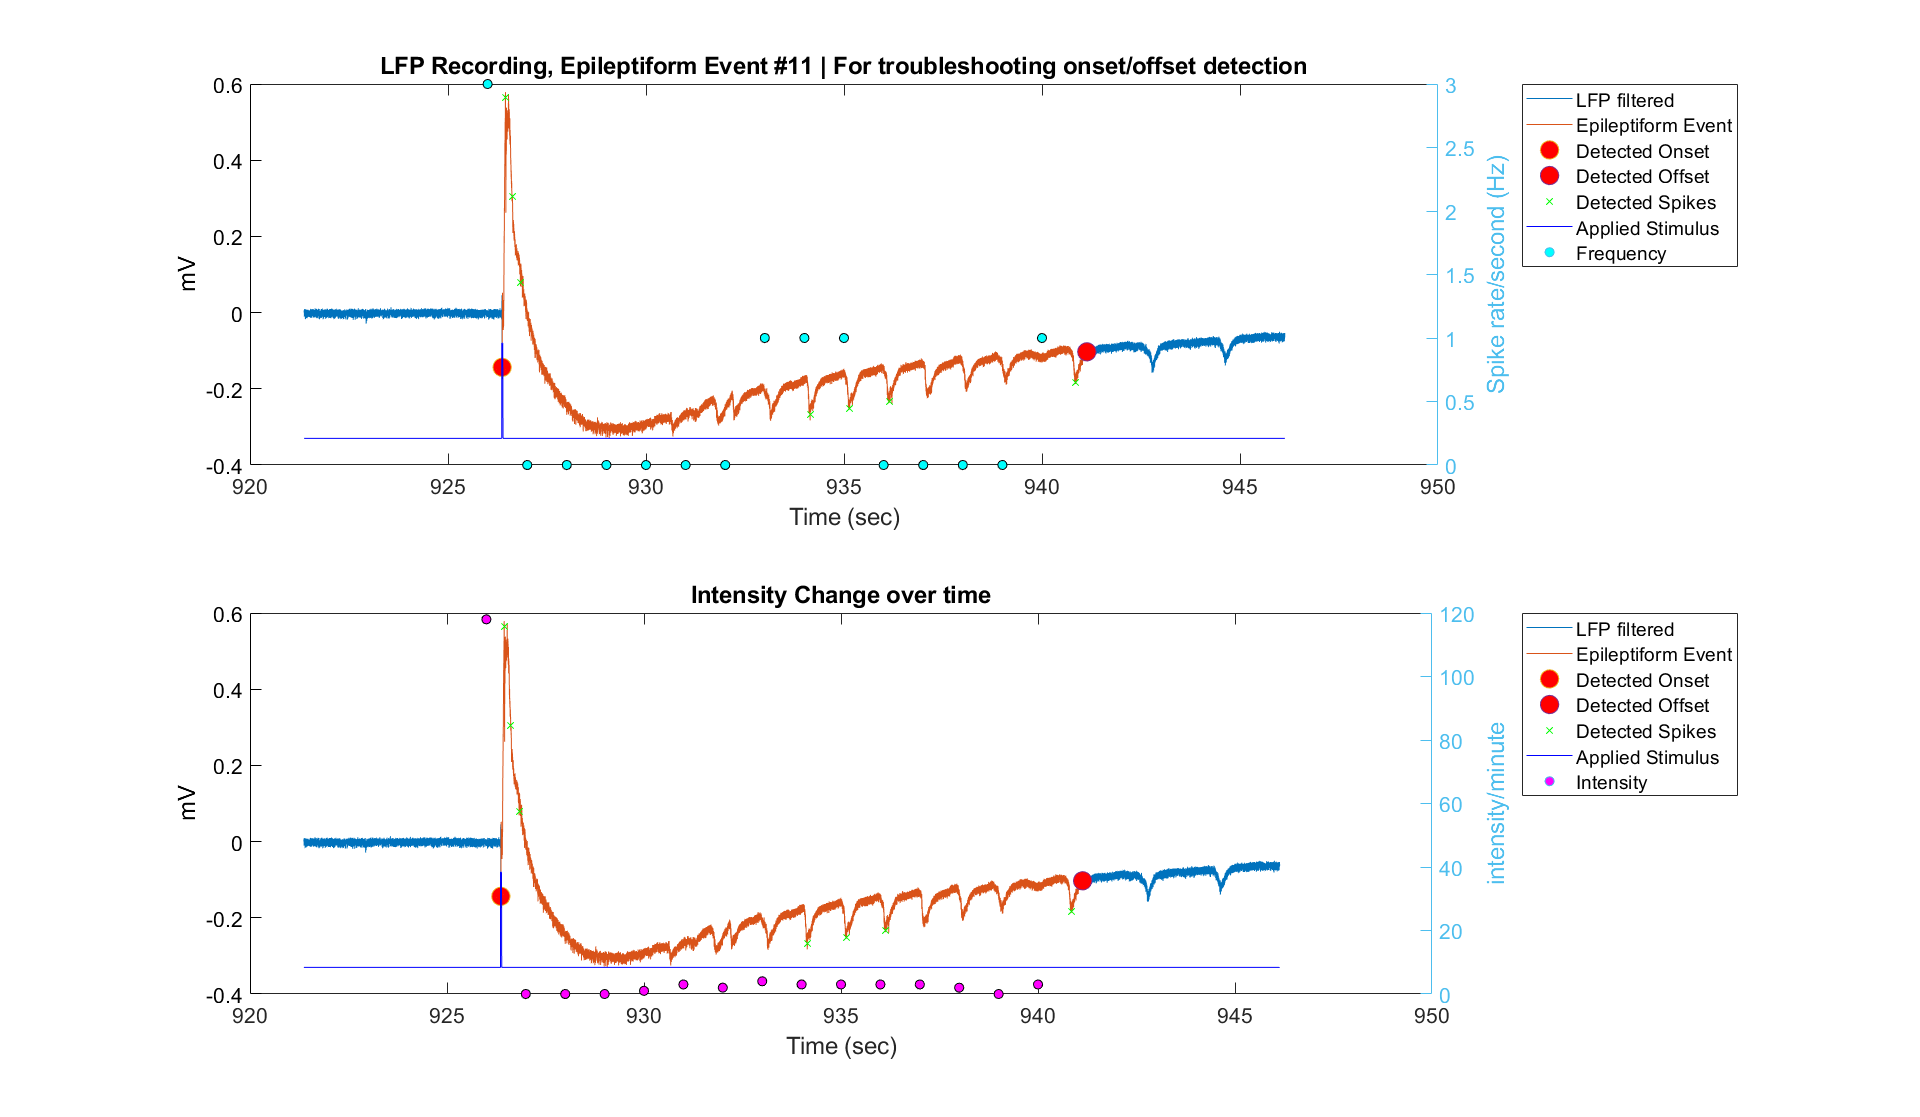 LFP Recording, Epileptiform Event #11 | For troubleshooting onset/offset detection
0.6
0.4
0.2
0
-0.2
-0.4
mV
920
925
930
935
940
945
950
Time (sec)
3
2.5
2
1.5
1
0.5
0
Spike rate/second (Hz)
LFP filtered
Epileptiform Event
Detected Onset
Detected Offset
Detected Spikes
Applied Stimulus
Frequency
Intensity Change over time
0.6
0.4
0.2
0
-0.2
-0.4
mV
920
925
930
935
940
945
950
Time (sec)
120
100
80
60
40
20
0
intensity/minute
LFP filtered
Epileptiform Event
Detected Onset
Detected Offset
Detected Spikes
Applied Stimulus
Intensity